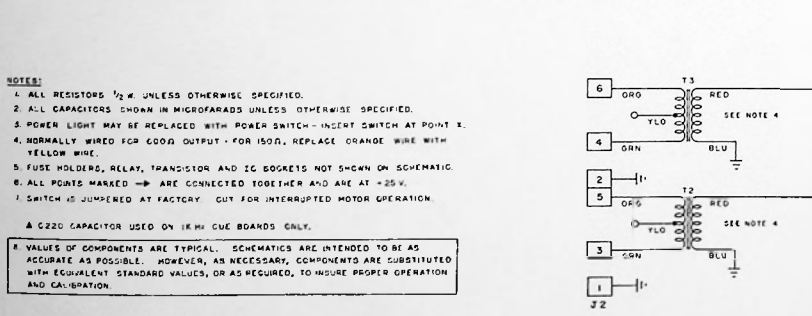 NOTES:
1. ALL RESISTORS 1/2 W. UNLESS OTHERWISE SPECIFIED.
2. ALL CAPACITORS SHOWN IN MICROFARADS UNLESS OTHERWISE SPECIFIED.
3. POWER LIGHT MAY BE REPLACED WITH POWER SWITCH - INSERT SWITCH AT POINT X.
4. NORMALLY WIRED FOR 600Ω OUTPUT - FOR 150Ω, REPLACE ORANGE WIRE WITH
YELLOW WIRE.
5. FUSE HOLDERS, RELAY, TRANSISTOR AND IC SOCKETS NOT SHOWN ON SCHEMATIC.
6. ALL POINTS MARKED → ARE CONNECTED TOGETHER AND ARE AT +25 V.
7. SWITCH IS JUMPERED AT FACTORY. CUT FOR INTERRUPTED MOTOR OPERATION.
▲ C220 CAPACITOR USED ON 1K Hz CUE BOARDS ONLY.
8. VALUES OF COMPONENTS ARE TYPICAL. SCHEMATICS ARE INTENDED TO BE AS
ACCURATE AS POSSIBLE. HOWEVER, AS NECESSARY, COMPONENTS ARE SUBSTITUTED
WITH EQUIVALENT STANDARD VALUES, OR AS REQUIRED, TO INSURE PROPER OPERATION
AND CALIBRATION.
T3
6
ORG
RED
YLO
SEE NOTE 4
4
GRN
BLU
2
T2
5
ORG
RED
YLO
SEE NOTE 4
3
GRN
BLU
1
J2